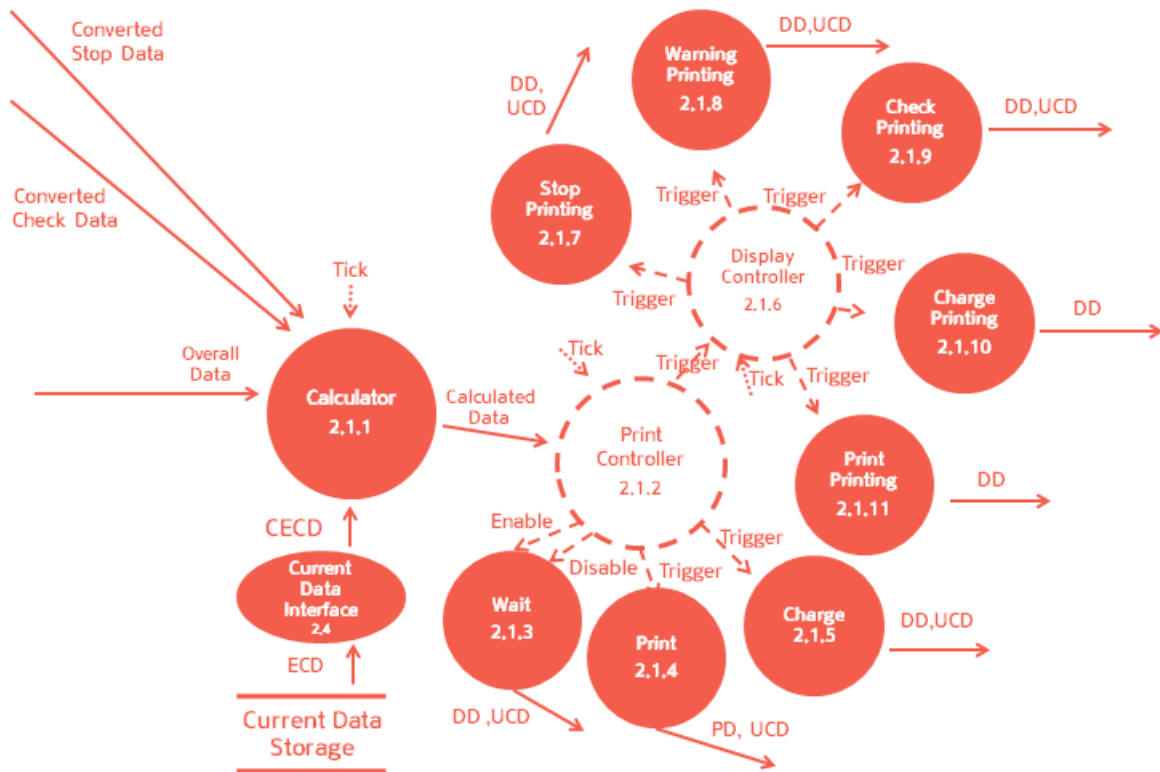 Converted
Stop Data
DD,
UCD
Warning
Printing
2.1.8
DD,UCD
Check
Printing
2.1.9
DD,UCD
Converted
Check Data
Stop
Printing
2.1.7
Trigger
Trigger
Display
Controller
2.1.6
Trigger
Trigger
Tick
Charge
Printing
2.1.10
DD
Overall
Data
Calculator
2.1.1
Calculated
Data
Tick
Trigger
Tick
Trigger
Print
Controller
2.1.2
Print
Printing
2.1.11
DD
CECD
Enable
Disable
Trigger
Trigger
Current
Data
Interface
2.4
Wait
2.1.3
Print
2.1.4
Charge
2.1.5
DD,UCD
ECD
DD ,UCD
PD, UCD
Current Data
Storage